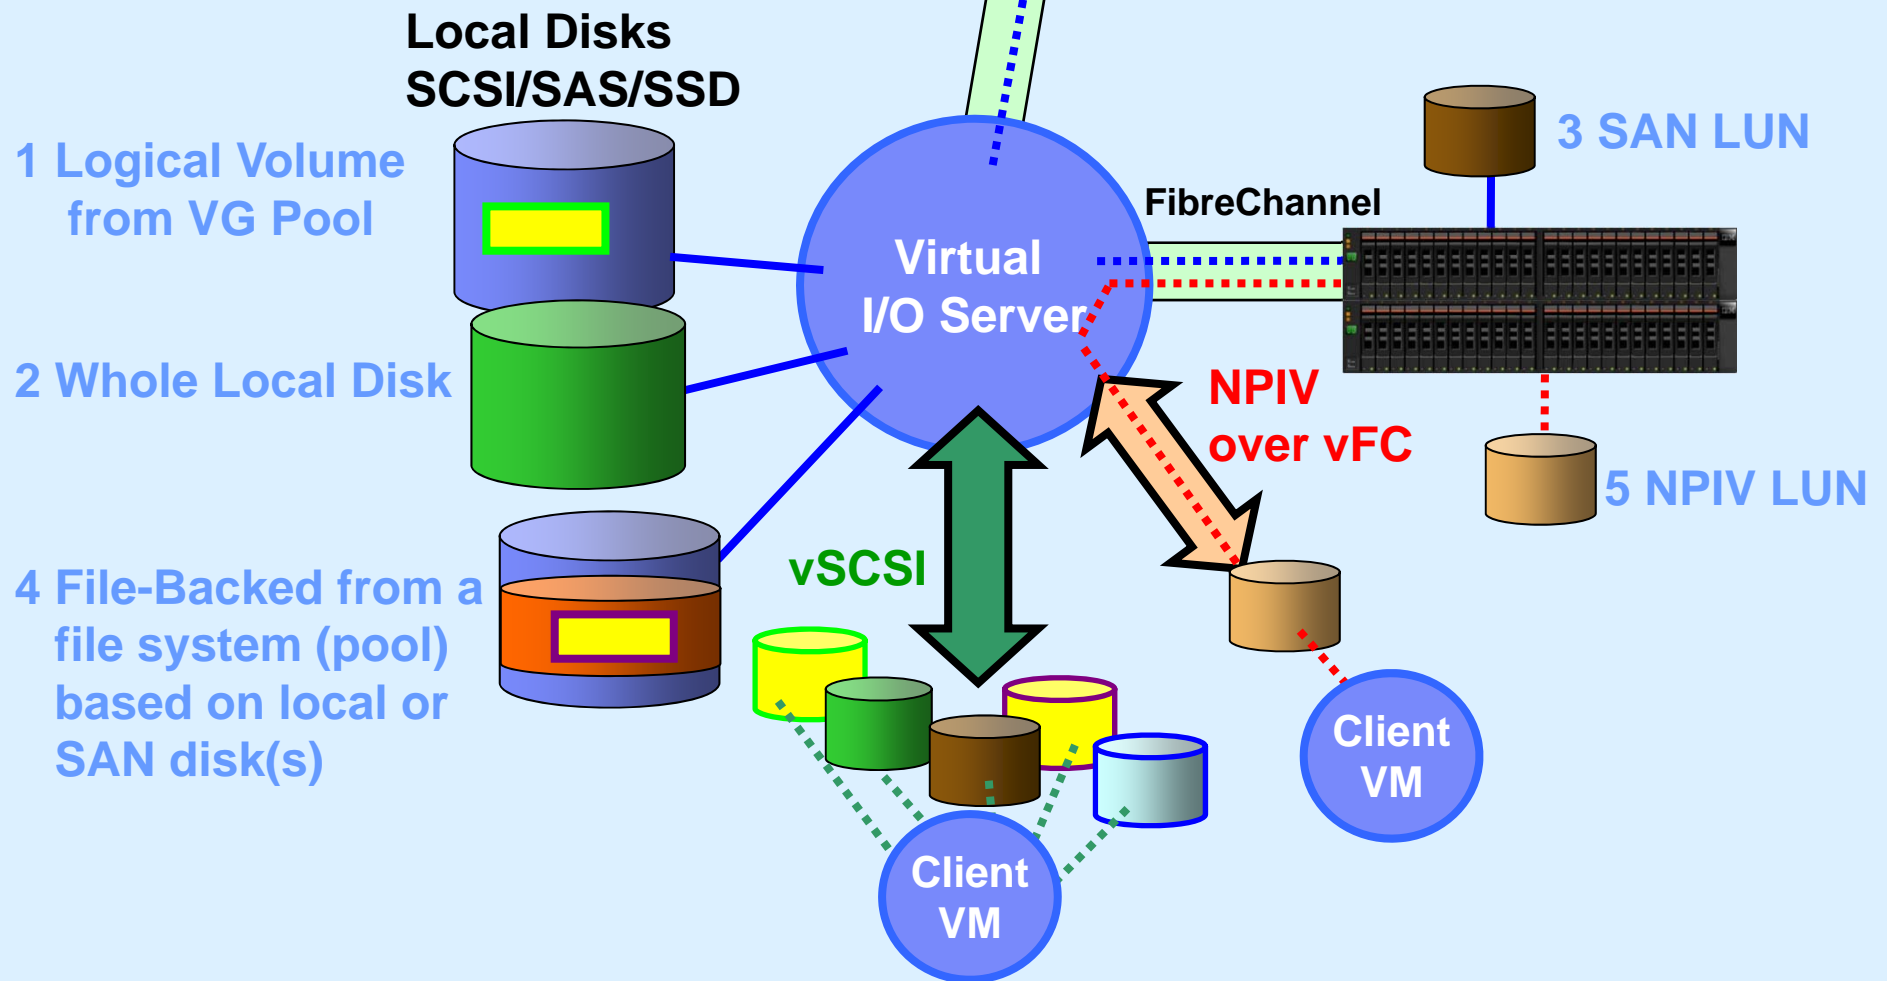 Local Disks
SCSI/SAS/SSD
1 Logical Volume
from VG Pool
2 Whole Local Disk
4 File-Backed from a
file system (pool)
based on local or
SAN disk(s)
Virtual
I/O Server
FibreChannel
3 SAN LUN
5 NPIV LUN
NPIV
over vFC
vSCSI
Client
VM
Client
VM